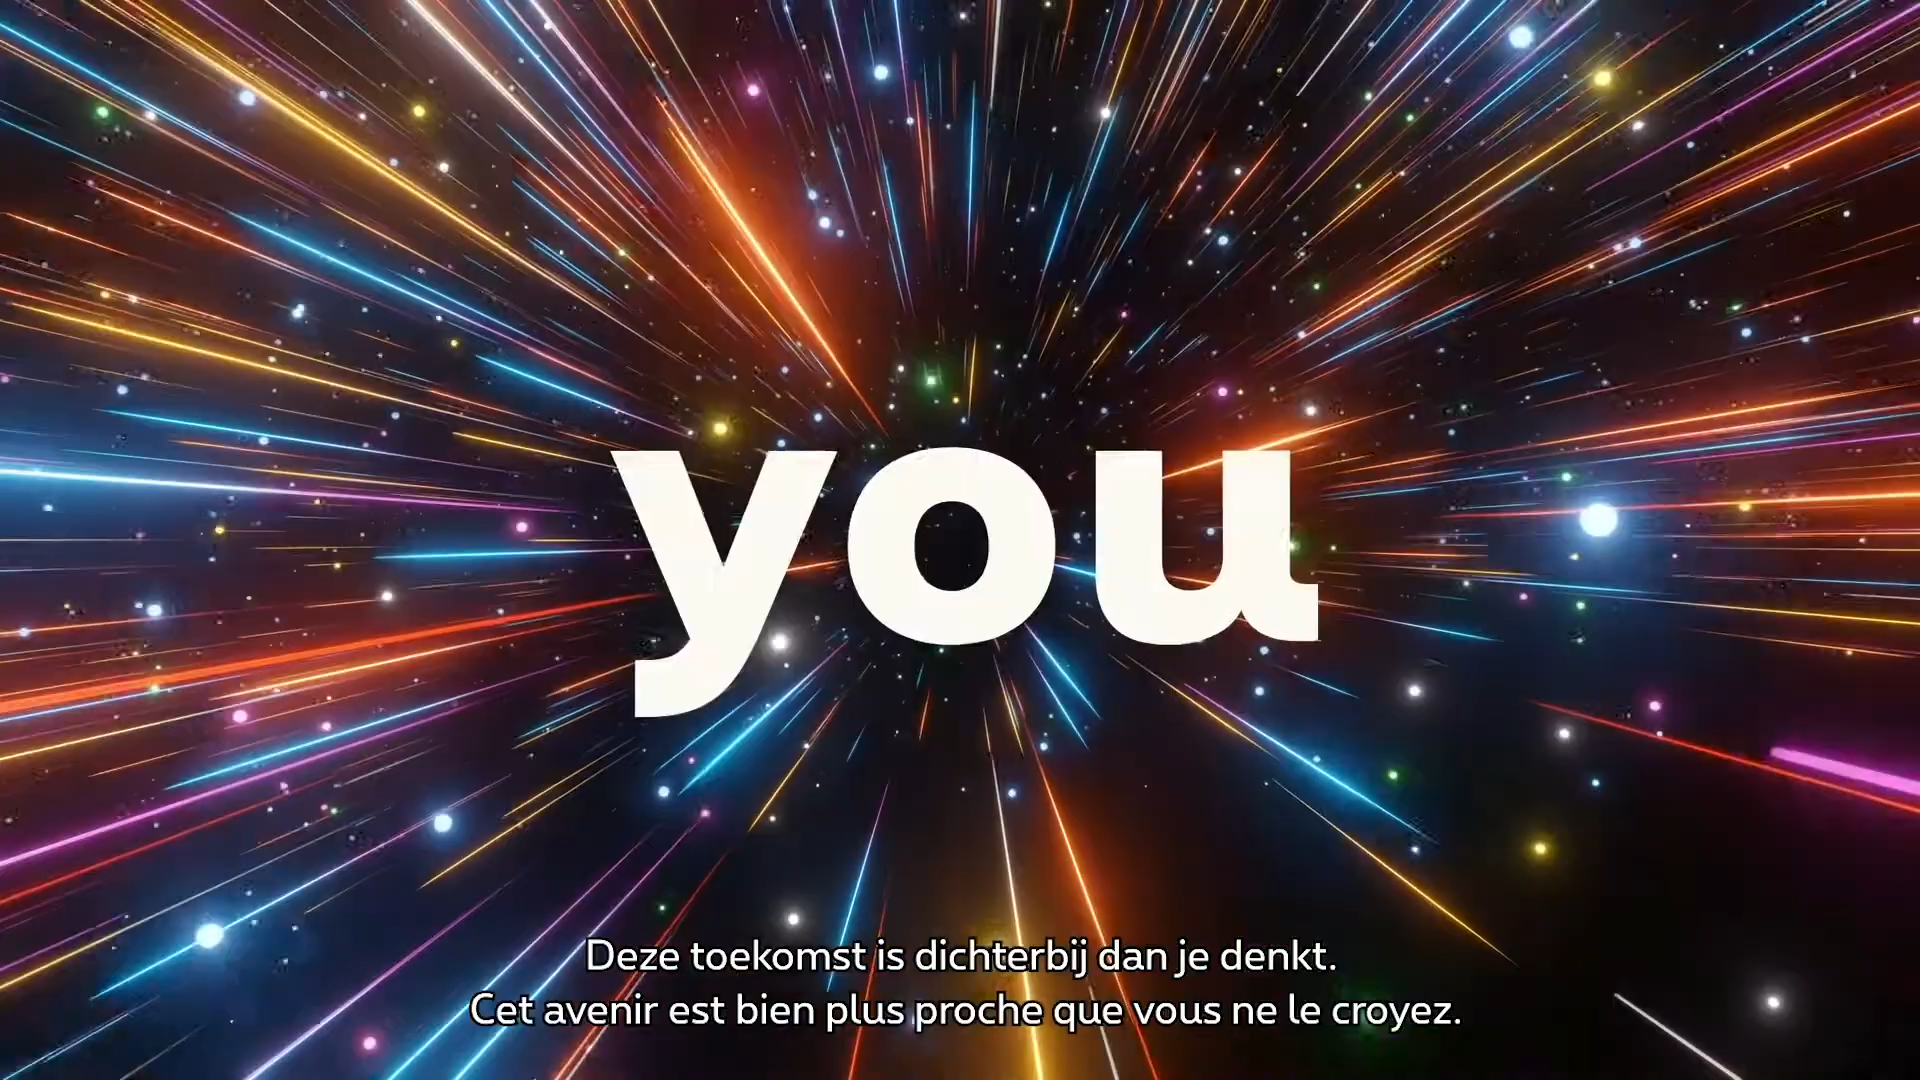 you
Deze toekomst is dichterbij dan je denkt.
Cet avenir est bien plus proche que vous ne le croyez.